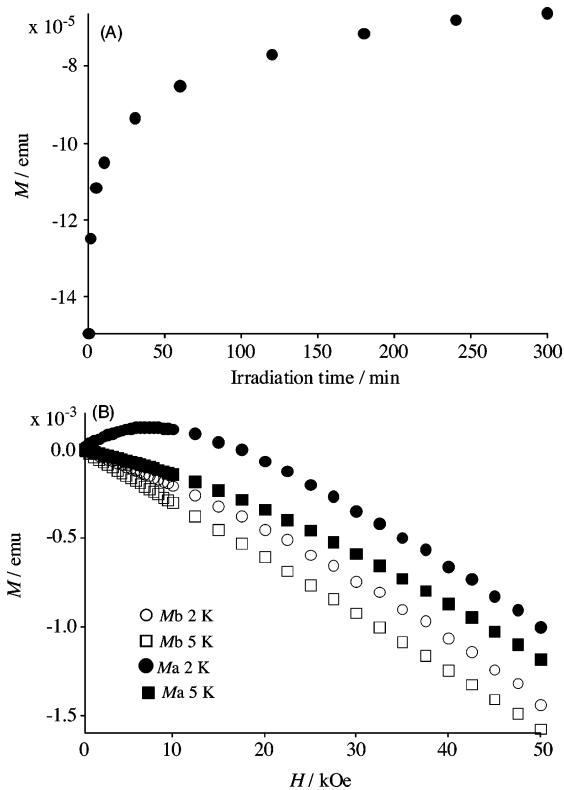 x 10-5
(A)
-8
-10
-12
-14
M / emu
0 50 100 150 200 250 300
Irradiation time / min
x 10-3
(B)
0.0
-0.5
-1.0
-1.5
M / emu
Mb 2 K
Mb 5 K
Ma 2 K
Ma 5 K
0 10 20 30 40 50
H / kOe